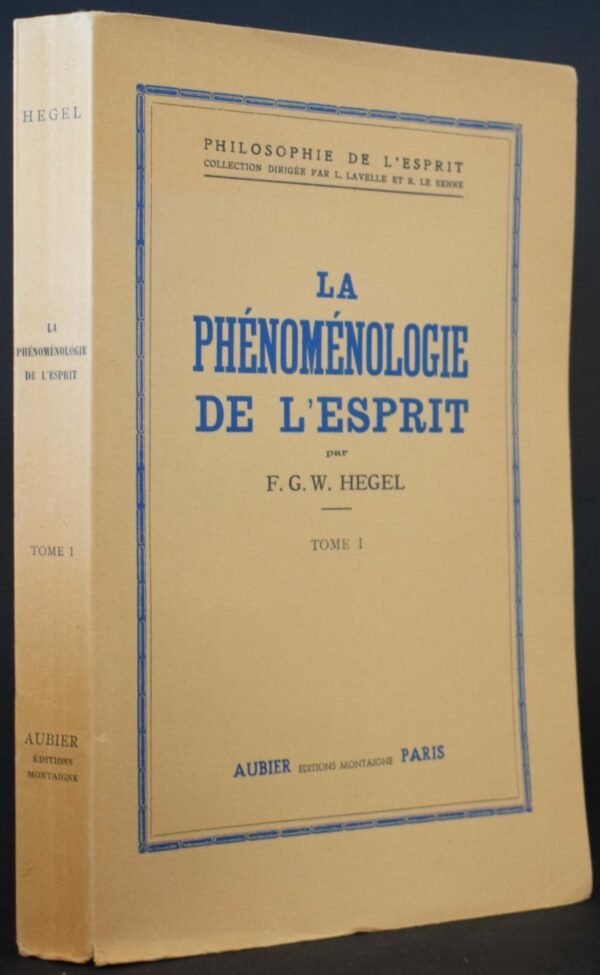 HEGEL
LA
PHÉNOMÉNOLOGIE
DE L'ESPRIT
TOME I
AUBIER
ÉDITIONS
MONTAIGNE
PHILOSOPHIE DE L'ESPRIT
COLLECTION DIRIGÉE PAR L. LAVELLE ET R. LE SENNE
LA
PHÉNOMÉNOLOGIE
DE L'ESPRIT
par
F. G. W. HEGEL
TOME I
AUBIER ÉDITIONS MONTAIGNE PARIS